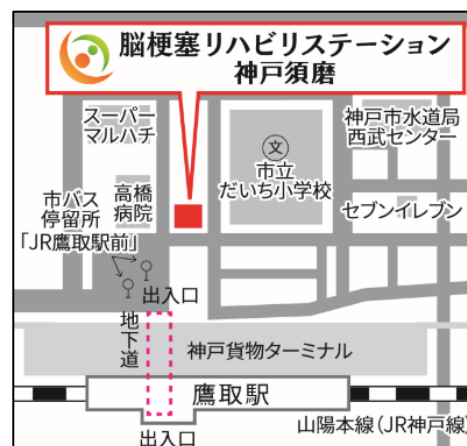 脳梗塞リハビリステーション
神戸須磨
スーパー
マルハチ
文
神戸市水道局
西武センター
市バス
停留所
「JR鷹取駅前」
高橋
病院
市立
だいち小学校
セブンイレブン
出入口
地下道
神戸貨物ターミナル
鷹取駅
山陽本線(JR神戸線)
出入口